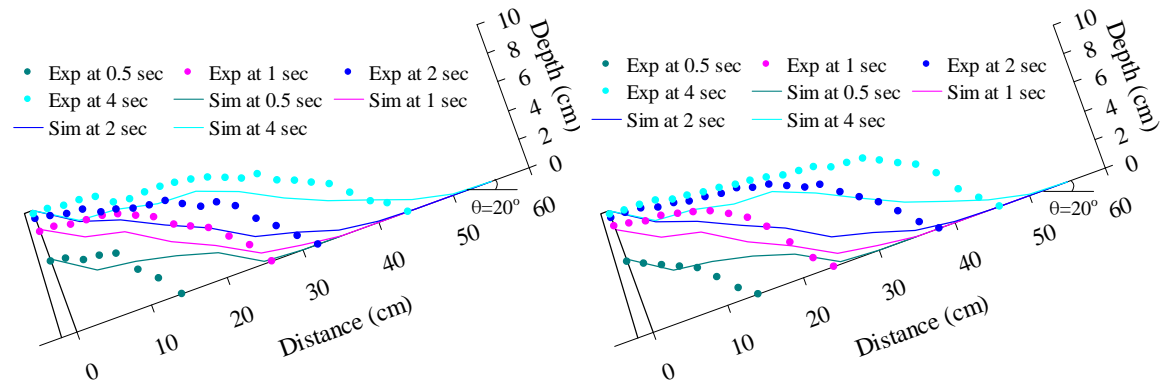 10
8
6
4
2
0
Depth (cm)
Exp at 0.5 sec Exp at 1 sec Exp at 2 sec
Exp at 4 sec Sim at 0.5 sec Sim at 1 sec
Sim at 2 sec Sim at 4 sec
θ=20º
0 10 20 30 40 50 60
Distance (cm)
10
8
6
4
2
0
Depth (cm)
Exp at 0.5 sec Exp at 1 sec Exp at 2 sec
Exp at 4 sec Sim at 0.5 sec Sim at 1 sec
Sim at 2 sec Sim at 4 sec
θ=20º
0 10 20 30 40 50 60
Distance (cm)